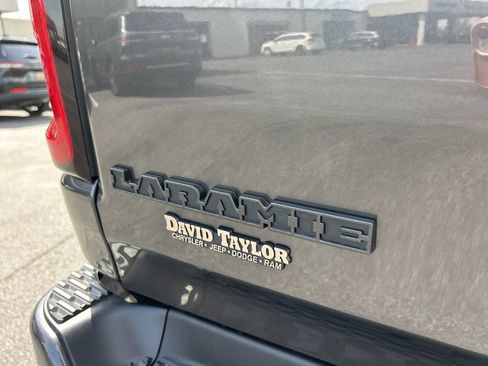 LARAMIE
DAVID TAYLOR
CHRYSLER • JEEP • DODGE • RAM